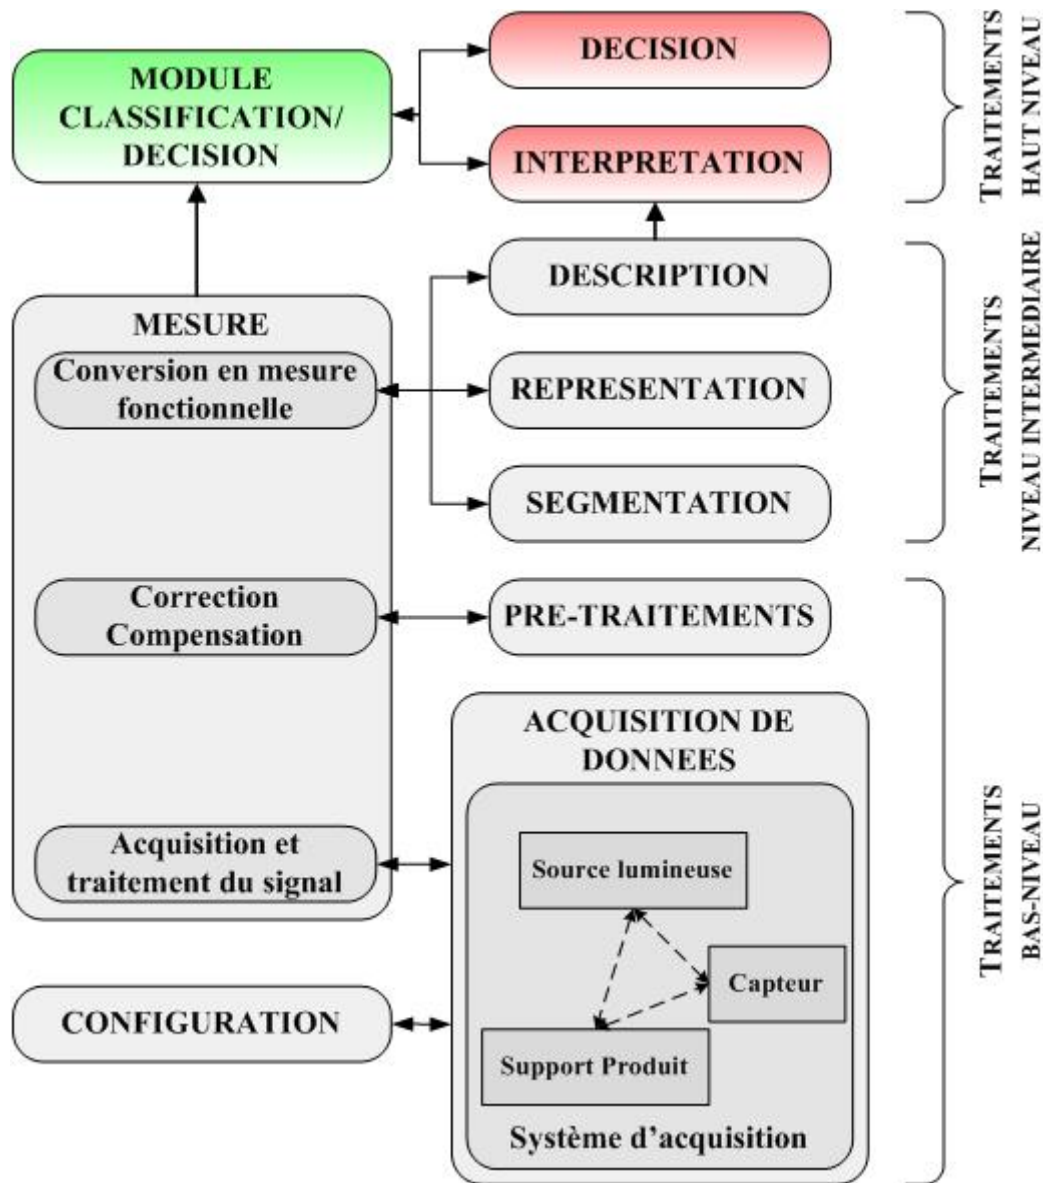 MODULE
CLASSIFICATION/
DECISION
DECISION
INTERPRETATION
TRAITEMENTS
HAUT NIVEAU
MESURE
Conversion en mesure
fonctionnelle
DESCRIPTION
REPRESENTATION
SEGMENTATION
TRAITEMENTS
NIVEAU INTERMEDIAIRE
Correction
Compensation
PRE-TRAITEMENTS
Acquisition et
traitement du signal
ACQUISITION DE
DONNEES
Source lumineuse
Capteur
Support Produit
Système d’acquisition
CONFIGURATION
TRAITEMENTS
BAS-NIVEAU